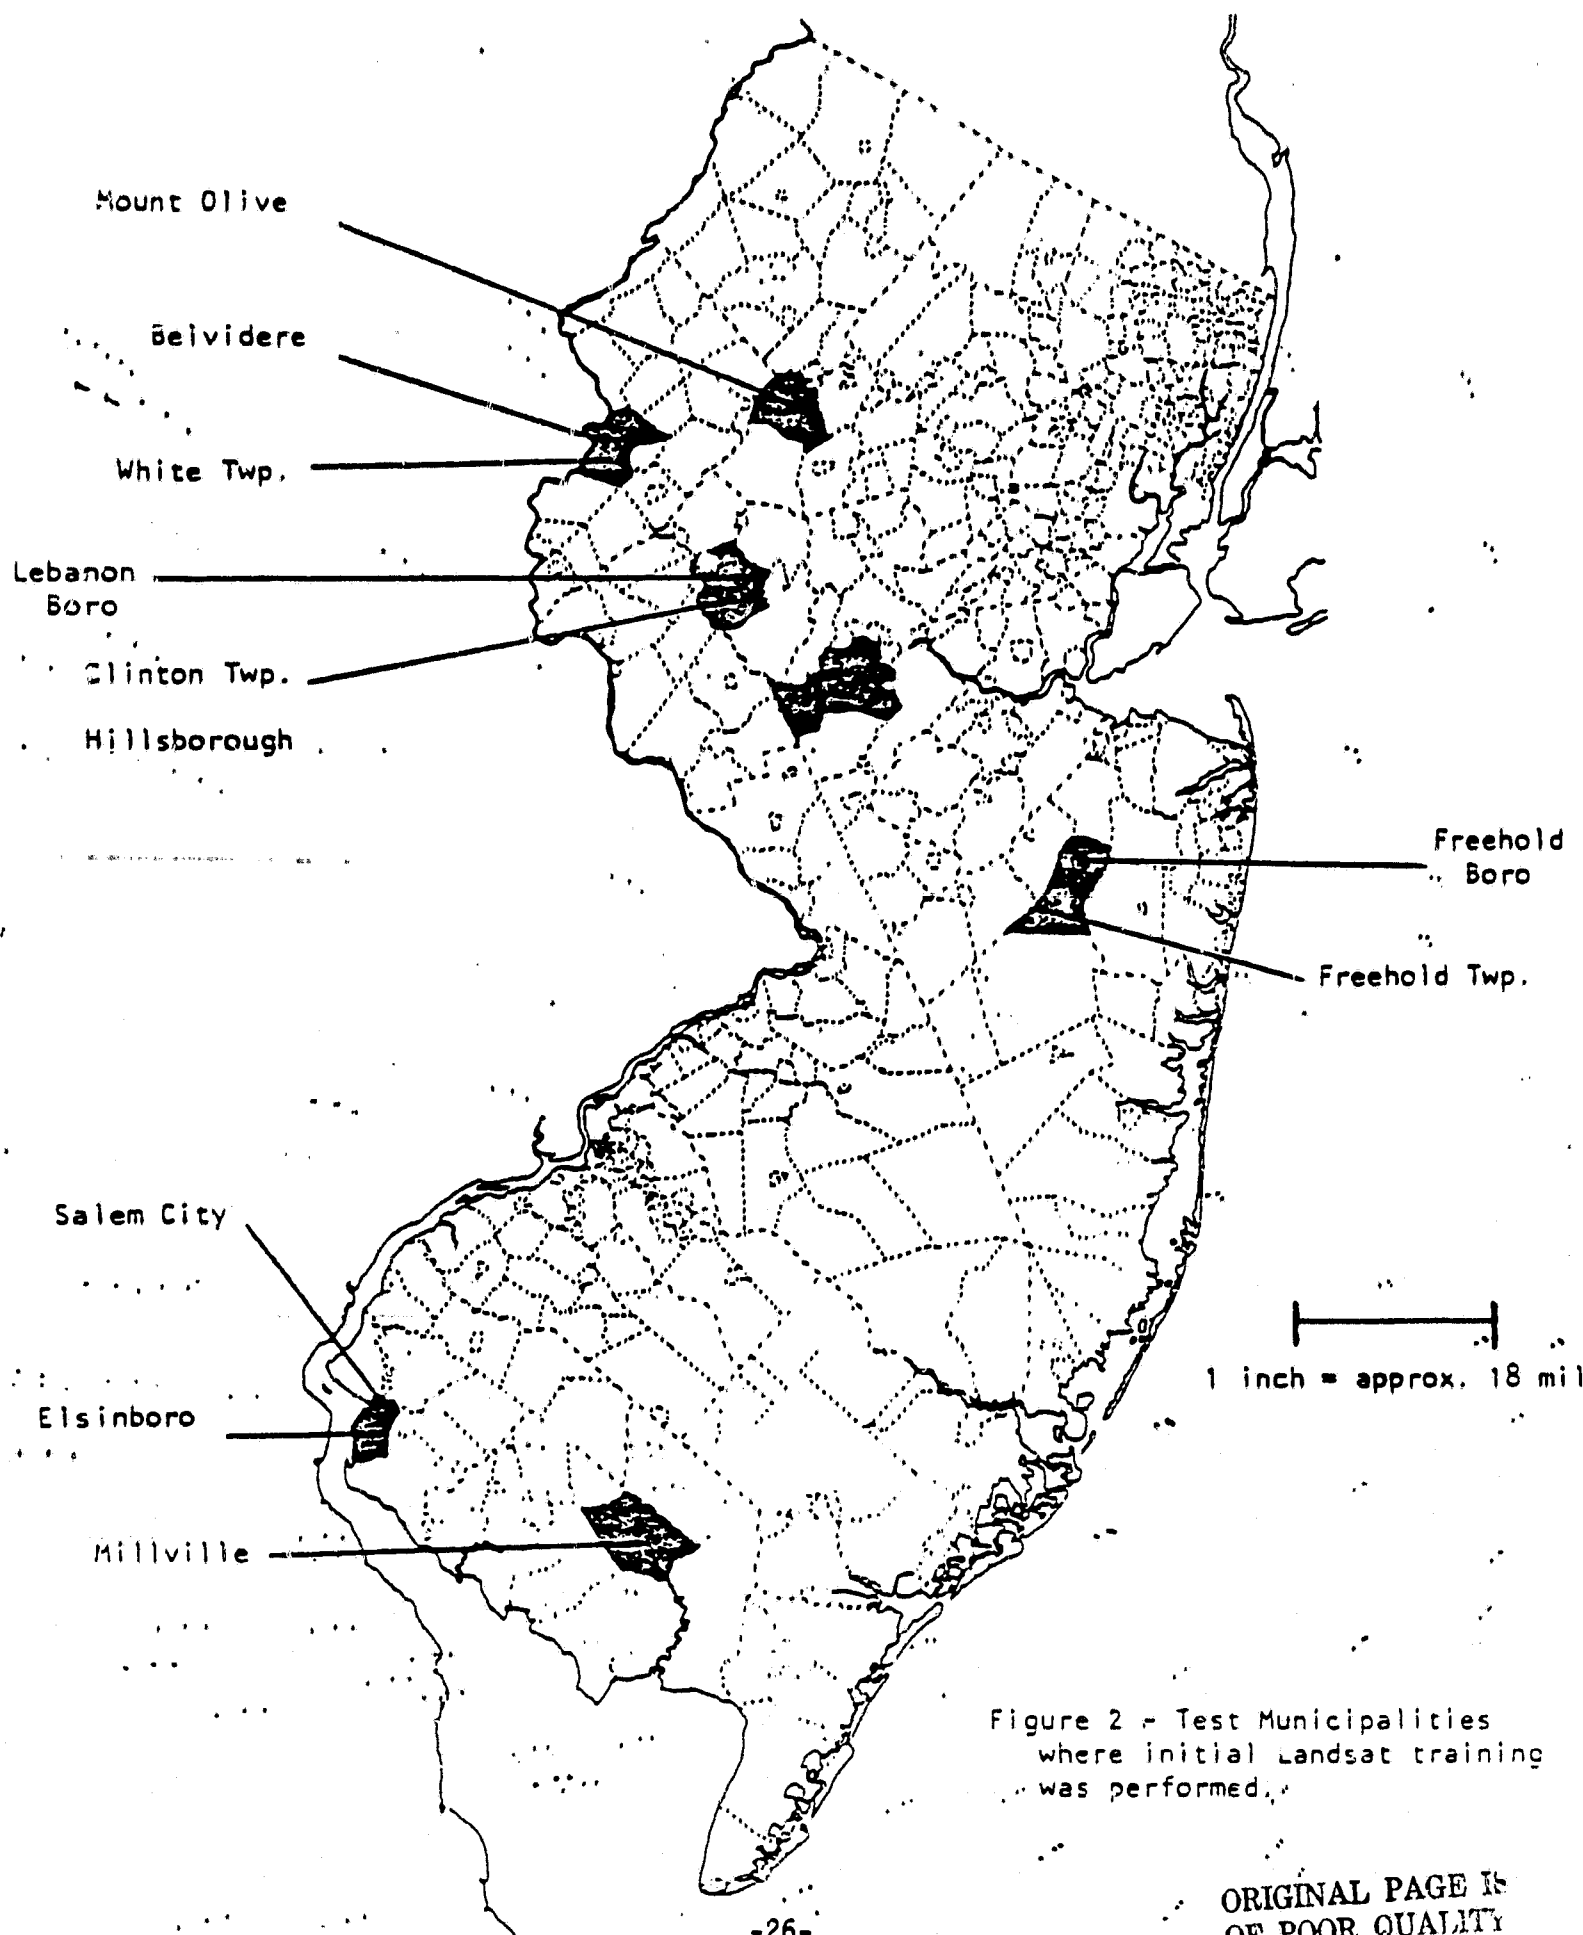 Mount Olive
Belvidere
White Twp.
Lebanon
Boro
Clinton Twp.
Hillsborough
Freehold
Boro
Freehold Twp.
Salem City
Elsinboro
1 inch = approx. 18 mil
Millville
Figure 2 - Test Municipalities
where initial Landsat training
was performed.
ORIGINAL PAGE IS
OF POOR QUALITY
-26-